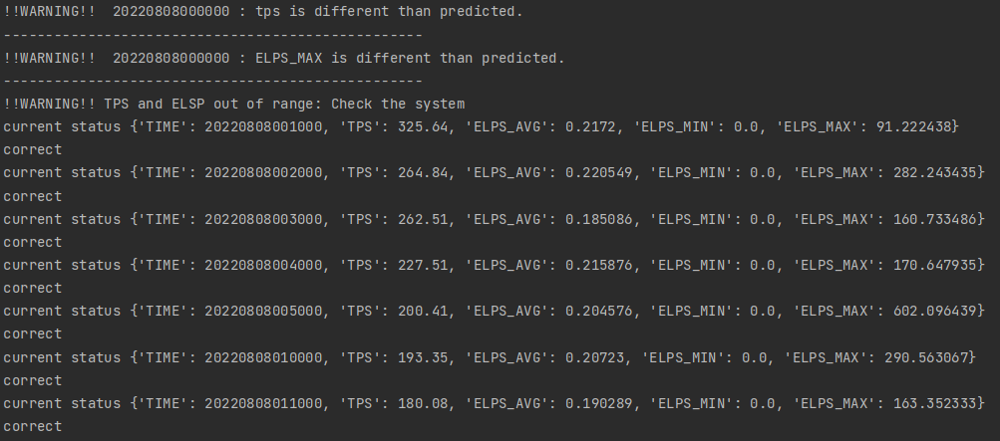 !!WARNING!!  20220808000000 : tps is different than predicted.
--------------------------------------------------
!!WARNING!!  20220808000000 : ELPS_MAX is different than predicted.
--------------------------------------------------
!!WARNING!! TPS and ELSP out of range: Check the system
current status {'TIME': 20220808001000, 'TPS': 325.64, 'ELPS_AVG': 0.2172, 'ELPS_MIN': 0.0, 'ELPS_MAX': 91.222438}
correct
current status {'TIME': 20220808002000, 'TPS': 264.84, 'ELPS_AVG': 0.220549, 'ELPS_MIN': 0.0, 'ELPS_MAX': 282.243435}
correct
current status {'TIME': 20220808003000, 'TPS': 262.51, 'ELPS_AVG': 0.185086, 'ELPS_MIN': 0.0, 'ELPS_MAX': 160.733486}
correct
current status {'TIME': 20220808004000, 'TPS': 227.51, 'ELPS_AVG': 0.215876, 'ELPS_MIN': 0.0, 'ELPS_MAX': 170.647935}
correct
current status {'TIME': 20220808005000, 'TPS': 200.41, 'ELPS_AVG': 0.204576, 'ELPS_MIN': 0.0, 'ELPS_MAX': 602.096439}
correct
current status {'TIME': 20220808010000, 'TPS': 193.35, 'ELPS_AVG': 0.20723, 'ELPS_MIN': 0.0, 'ELPS_MAX': 290.563067}
correct
current status {'TIME': 20220808011000, 'TPS': 180.08, 'ELPS_AVG': 0.190289, 'ELPS_MIN': 0.0, 'ELPS_MAX': 163.352333}
correct